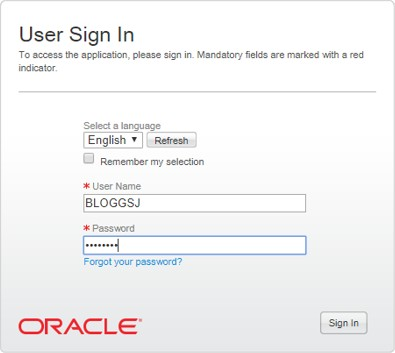 User Sign In
To access the application, please sign in. Mandatory fields are marked with a red
indicator.
Select a language
English ▼ Refresh
Remember my selection
* User Name
BLOGGSJ
* Password
••••••••
Forgot your password?
ORACLE® Sign In